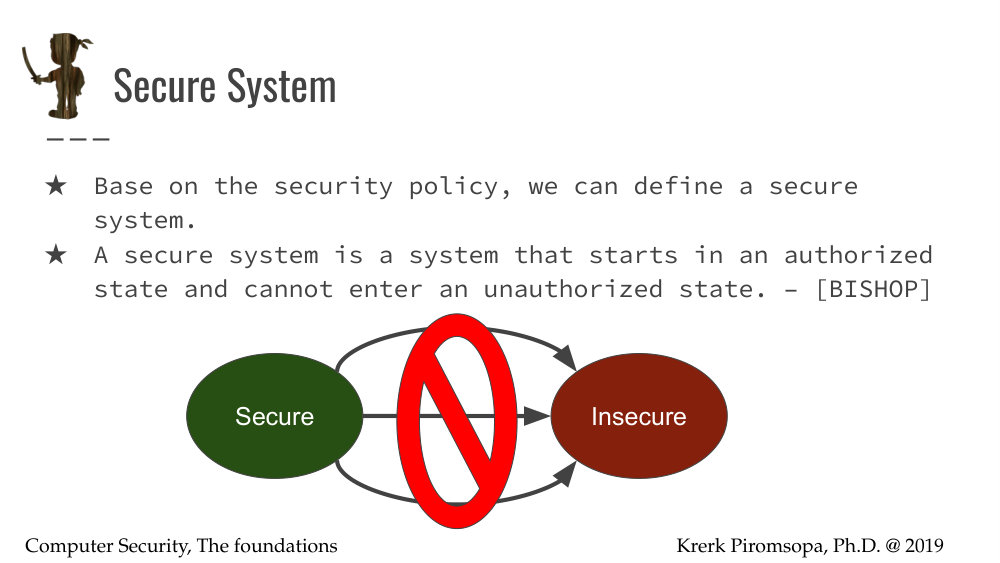 Secure System
★ Base on the security policy, we can define a secure
system.
★ A secure system is a system that starts in an authorized
state and cannot enter an unauthorized state. – [BISHOP]
Secure
Insecure
Computer Security, The foundations
Krerk Piromsopa, Ph.D. @ 2019